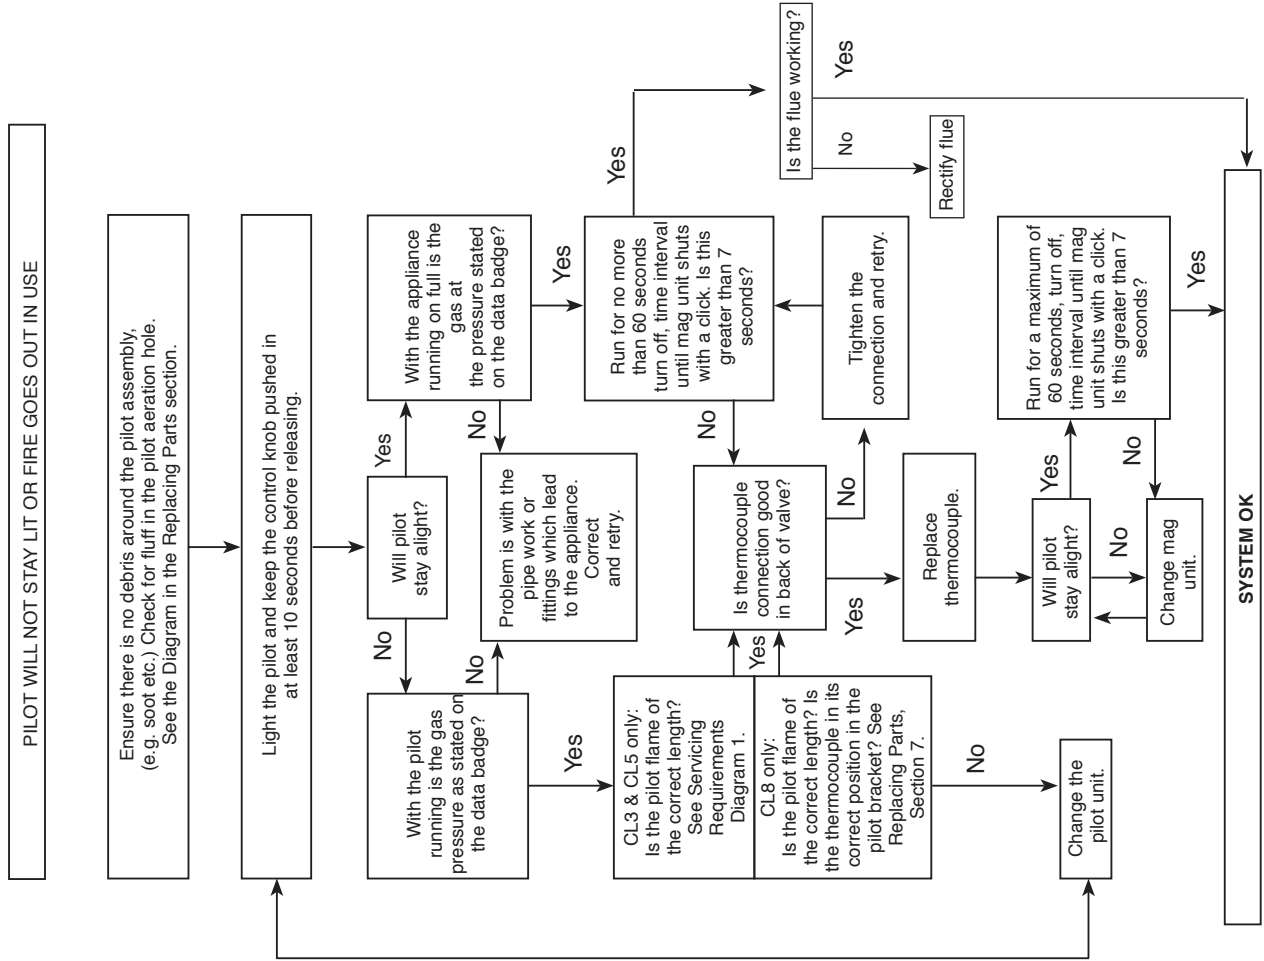 PILOT WILL NOT STAY LIT OR FIRE GOES OUT IN USE
Ensure there is no debris around the pilot assembly,
(e.g. soot etc.) Check for fluff in the pilot aeration hole.
See the Diagram in the Replacing Parts section.
Light the pilot and keep the control knob pushed in
at least 10 seconds before releasing.
Will pilot
stay alight?
No
Yes
With the pilot
running is the gas
pressure as stated on
the data badge?
No
Yes
With the appliance
running on full is the
gas at
the pressure stated
on the data badge?
No
Yes
Problem is with the
pipe work or
fittings which lead
to the appliance.
Correct
and retry.
CL3 & CL5 only:
Is the pilot flame of
the correct length?
See Servicing
Requirements
Diagram 1.
CL8 only:
Is the pilot flame of
the correct length? Is
the thermocouple in its
correct position in the
pilot bracket? See
Replacing Parts,
Section 7.
Yes
No
Run for no more
than 60 seconds
turn off, time interval
until mag unit shuts
with a click. Is this
greater than 7
seconds?
No
Yes
Is thermocouple
connection good
in back of valve?
Yes
No
Tighten the
connection and retry.
Is the flue working?
No
Yes
Rectify flue
Replace
thermocouple.
Will pilot
stay alight?
No
Yes
Change mag
unit.
Run for a maximum of
60 seconds, turn off,
time interval until mag
unit shuts with a click.
Is this greater than 7
seconds?
No
Yes
Change the
pilot unit.
SYSTEM OK